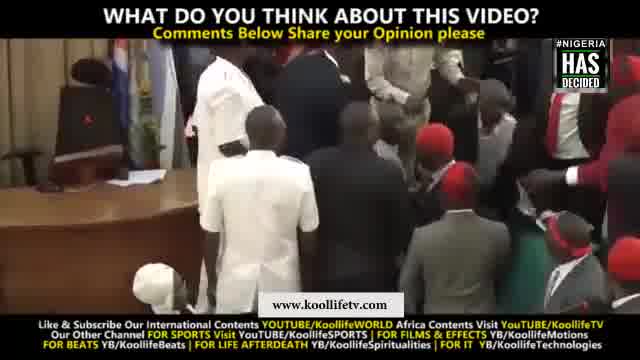 WHAT DO YOU THINK ABOUT THIS VIDEO?
Comments Below Share your Opinion please
#NIGERIA
HAS
DECIDED
www.koollifetv.com
Like & Subscribe Our International Contents YOUTUBE/KoollifeWORLD Africa Contents Visit YouTUBE/KoollifeTV
Our Other Channel FOR SPORTS Visit YouTUBE/KoollifeSPORTS | FOR FILMS & EFFECTS YB/KoollifeMotions
FOR BEATS YB/KoollifeBeats | FOR LIFE AFTERDEATH YB/KoollifeSpiritualities | FOR IT YB/KoollifeTechnologies